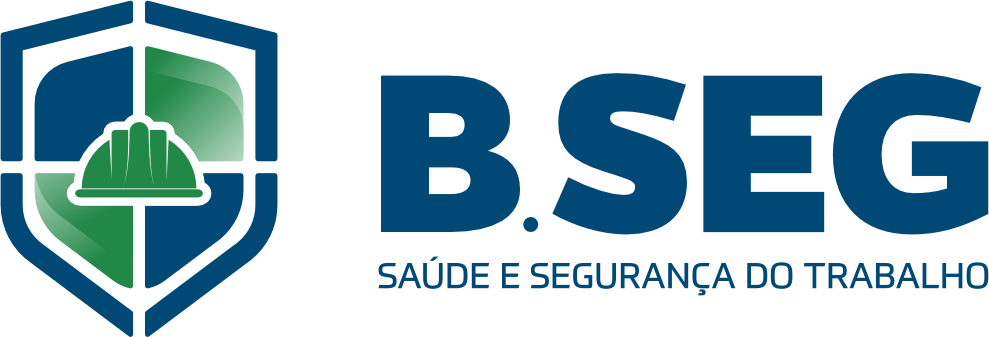 B.SEG
SAÚDE E SEGURANÇA DO TRABALHO